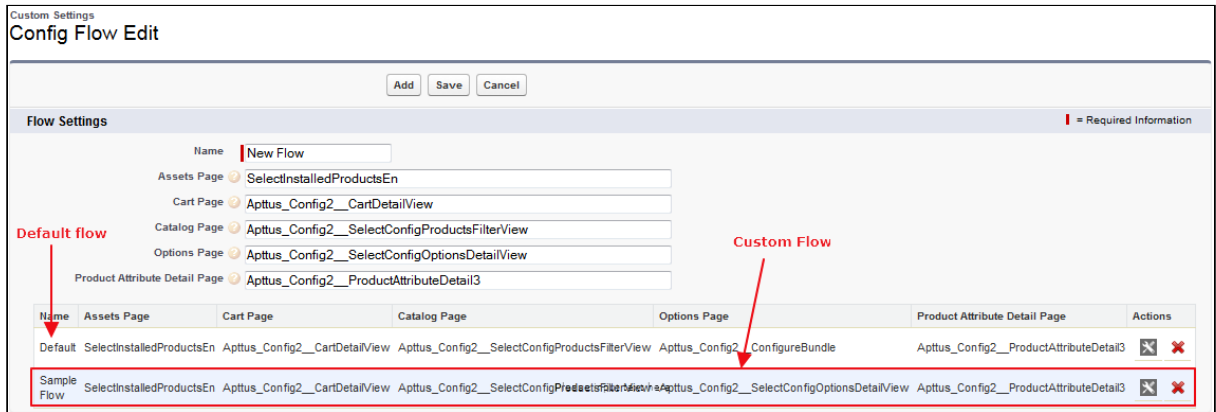 Custom Settings
Config Flow Edit
Add Save Cancel
Flow Settings = Required Information
Name New Flow
Assets Page ? SelectInstalledProductsEn
Cart Page ? Apttus_Config2__CartDetailView
Catalog Page ? Apttus_Config2__SelectConfigProductsFilterView
Options Page ? Apttus_Config2__SelectConfigOptionsDetailView
Product Attribute Detail Page ? Apttus_Config2__ProductAttributeDetail3
Default flow
Custom Flow
Name Assets Page Cart Page Catalog Page Options Page Product Attribute Detail Page Actions
Default SelectInstalledProductsEn Apttus_Config2__CartDetailView Apttus_Config2__SelectConfigProductsFilterView Apttus_Config2__ConfigureBundle Apttus_Config2__ProductAttributeDetail3
Sample
Flow
SelectInstalledProductsEn Apttus_Config2__CartDetailView Apttus_Config2__SelectConfigOptionsDetailView Apttus_Config2__ProductAttributeDetail3